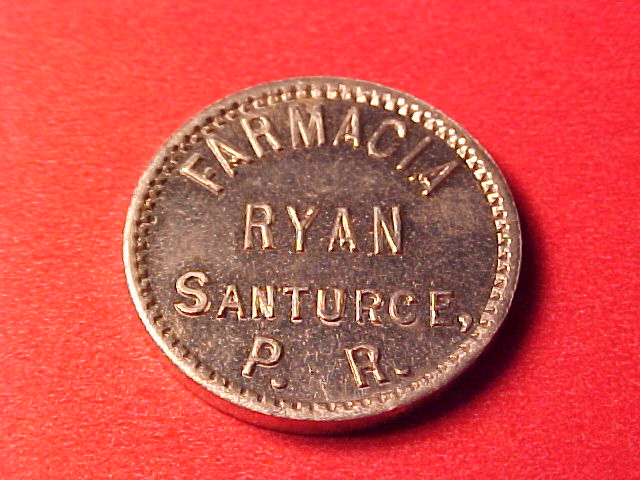 FARMACIA
RYAN
SANTURCE,
P. R.